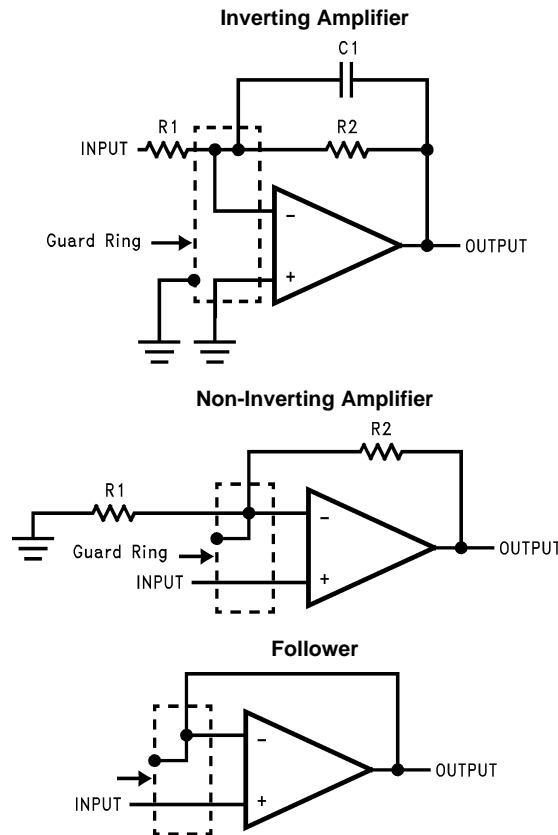 Inverting Amplifier
C1
R1
R2
INPUT
-
Guard Ring
OUTPUT
+
Non-Inverting Amplifier
R2
R1
-
Guard Ring
OUTPUT
INPUT
+
Follower
-
OUTPUT
INPUT
+